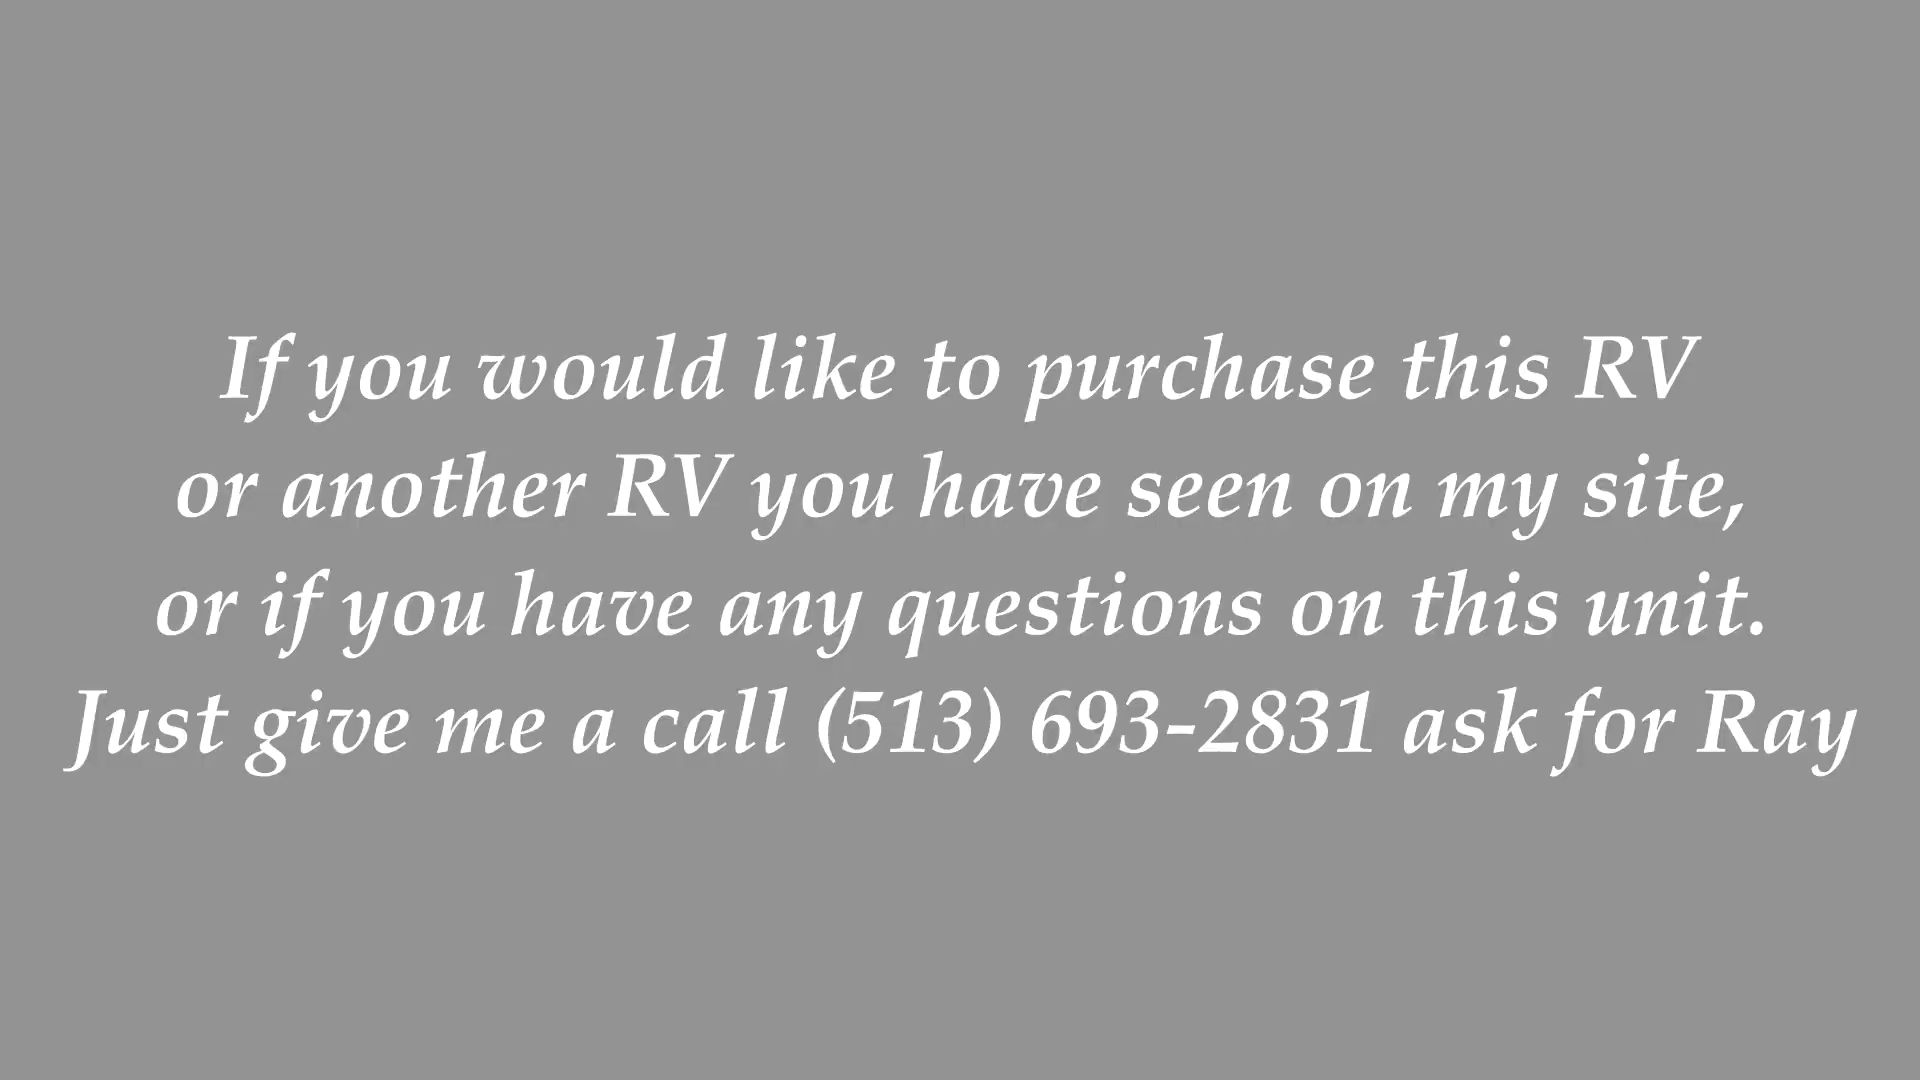 If you would like to purchase this RV
or another RV you have seen on my site,
or if you have any questions on this unit.
Just give me a call (513) 693-2831 ask for Ray